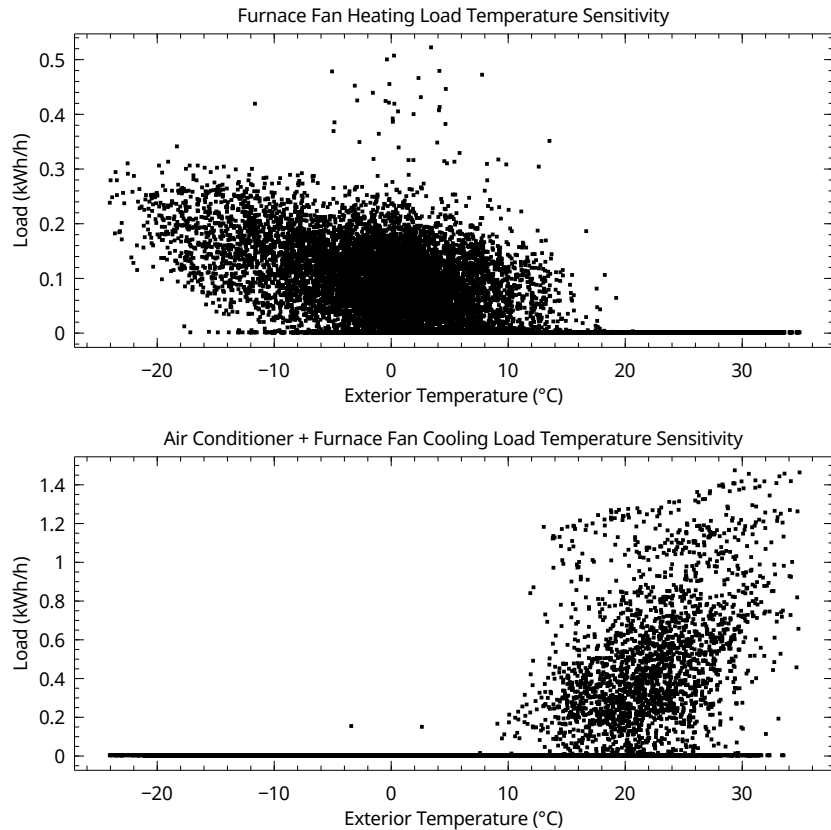 Furnace Fan Heating Load Temperature Sensitivity
0.5
0.4
0.3
0.2
0.1
0
Load (kWh/h)
−20 −10 0 10 20 30
Exterior Temperature (°C)
Air Conditioner + Furnace Fan Cooling Load Temperature Sensitivity
1.4
1.2
1
0.8
0.6
0.4
0.2
0
Load (kWh/h)
−20 −10 0 10 20 30
Exterior Temperature (°C)